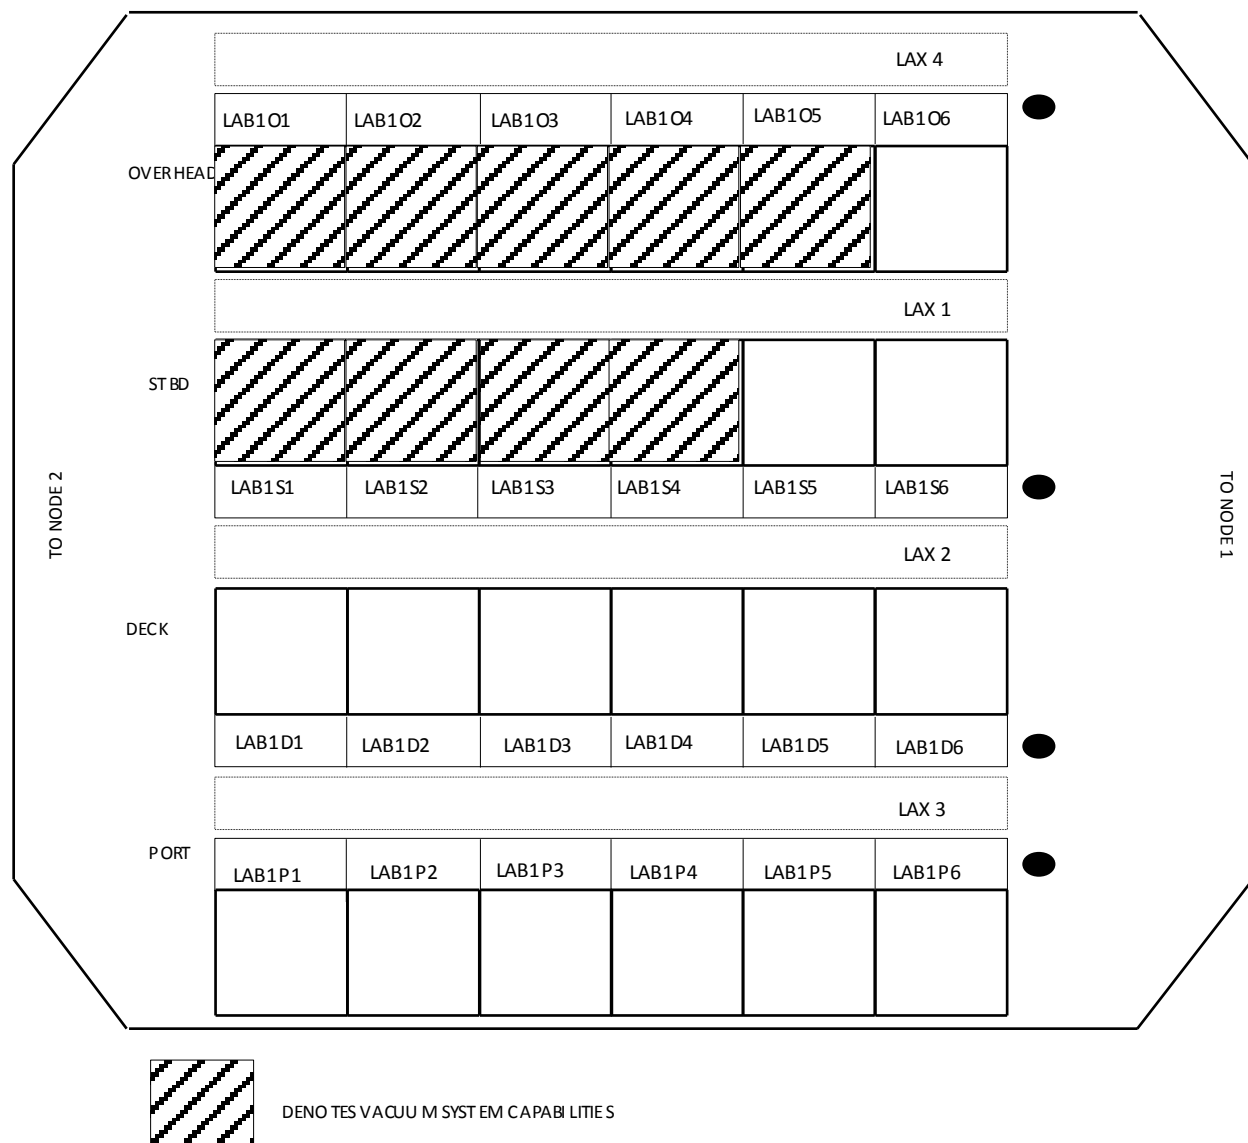 LAX 4
LAB1O1 LAB1O2 LAB1O3 LAB1O4 LAB1O5 LAB1O6
OVERHEAD
LAX 1
STBD
LAB1S1 LAB1S2 LAB1S3 LAB1S4 LAB1S5 LAB1S6
TO NODE 2
TO NODE 1
LAX 2
DECK
LAB1D1 LAB1D2 LAB1D3 LAB1D4 LAB1D5 LAB1D6
LAX 3
PORT
LAB1P1 LAB1P2 LAB1P3 LAB1P4 LAB1P5 LAB1P6
DENOTES VACUUM SYSTEM CAPABILITIES